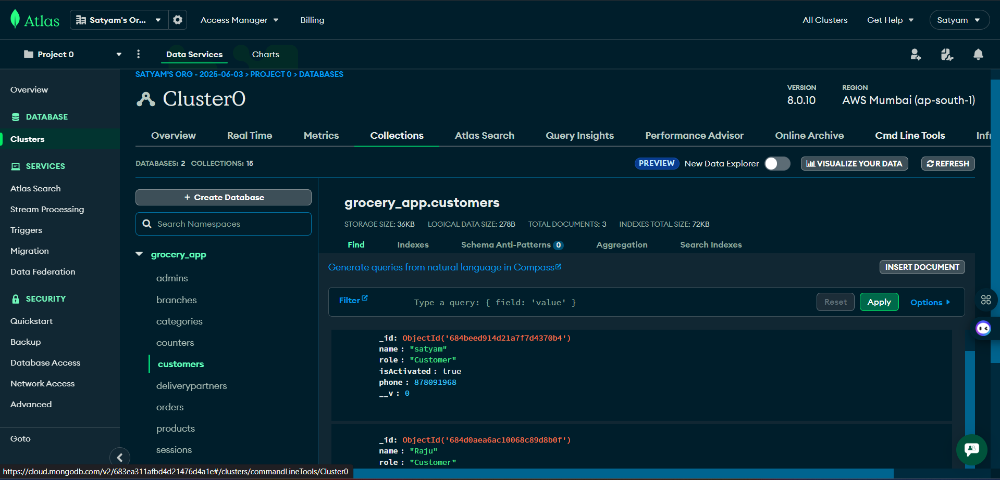 Atlas
Satyam's Or...
Access Manager
Billing
All Clusters
Get Help
Satyam
Project 0
Data Services
Charts
SATYAM'S ORG - 2025-06-03 > PROJECT 0 > DATABASES
Overview
DATABASE
Clusters
SERVICES
Atlas Search
Stream Processing
Triggers
Migration
Data Federation
SECURITY
Quickstart
Backup
Database Access
Network Access
Advanced
Goto
Cluster0
VERSION
8.0.10
REGION
AWS Mumbai (ap-south-1)
Overview
Real Time
Metrics
Collections
Atlas Search
Query Insights
Performance Advisor
Online Archive
Cmd Line Tools
Infr
DATABASES: 2 COLLECTIONS: 15
PREVIEW
New Data Explorer
VISUALIZE YOUR DATA
REFRESH
+ Create Database
Search Namespaces
grocery_app
admins
branches
categories
counters
customers
deliverypartners
orders
products
sessions
grocery_app.customers
STORAGE SIZE: 36KB LOGICAL DATA SIZE: 278B TOTAL DOCUMENTS: 3 INDEXES TOTAL SIZE: 72KB
Find
Indexes
Schema Anti-Patterns 0
Aggregation
Search Indexes
Generate queries from natural language in Compass
INSERT DOCUMENT
Filter
Type a query: { field: 'value' }
Reset
Apply
Options
_id: ObjectId('684beed914d21a7f7d4370b4')
name : "satyam"
role : "Customer"
isActivated : true
phone : 878091968
__v : 0
_id: ObjectId('684d0aea6ac10068c89d8b0f')
name : "Raju"
role : "Customer"
https://cloud.mongodb.com/v2/683ea311afbd4d21476d4a1e#/clusters/commandLineTools/Cluster0